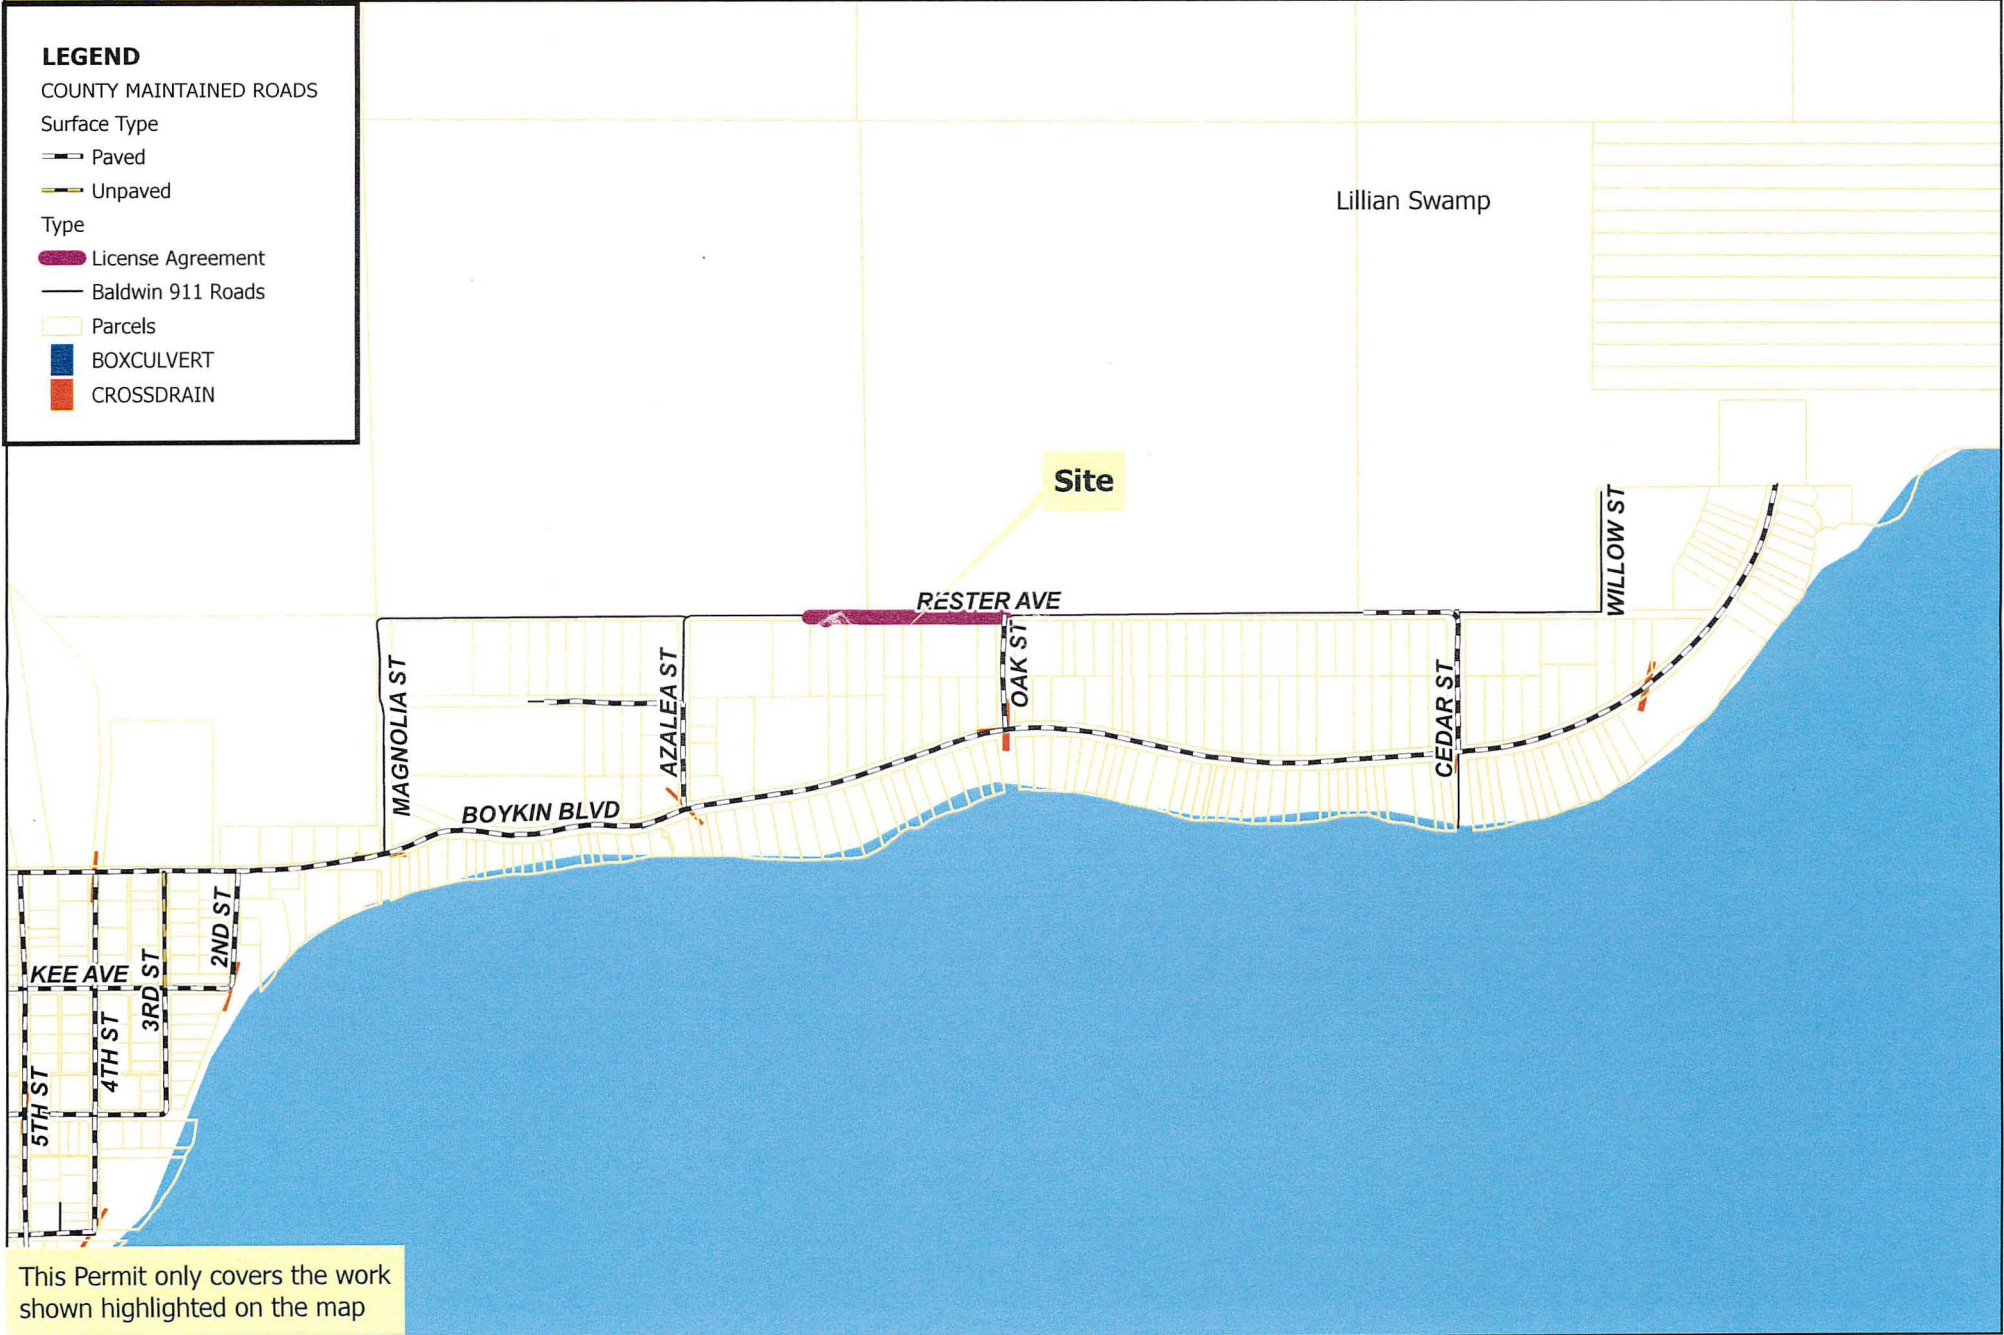 LEGEND
COUNTY MAINTAINED ROADS
Surface Type
Paved
Unpaved
Type
License Agreement
Baldwin 911 Roads
Parcels
BOXCULVERT
CROSSDRAIN
Lillian Swamp
Site
RESTER AVE
WILLOW ST
OAK ST
MAGNOLIA ST
AZALEA ST
CEDAR ST
BOYKIN BLVD
2ND ST
KEE AVE
3RD ST
4TH ST
5TH ST
This Permit only covers the work
shown highlighted on the map